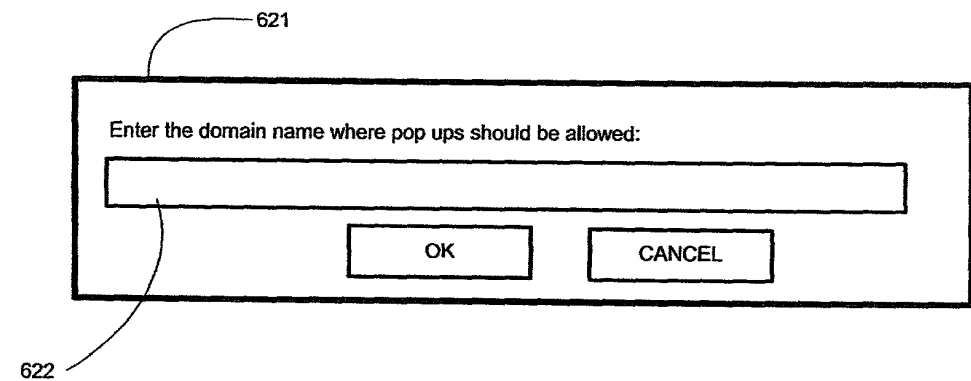 621
Enter the domain name where pop ups should be allowed:
OK
CANCEL
622